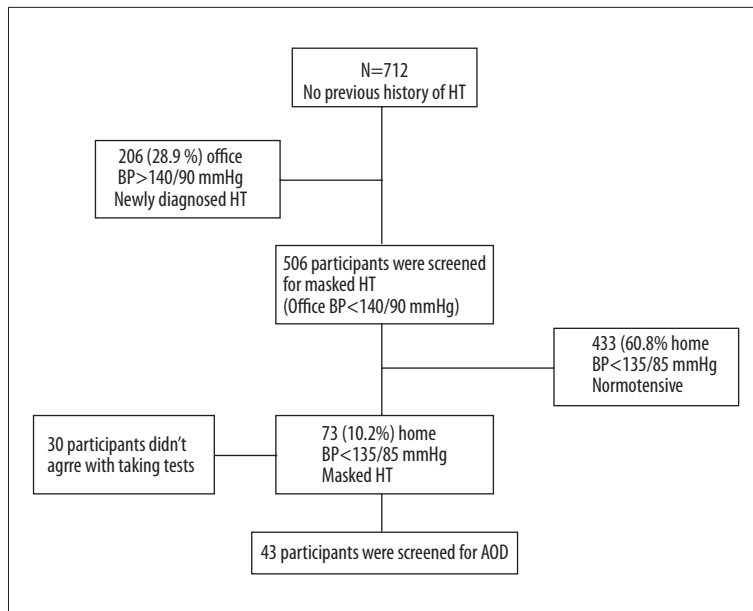 N=712
No previous history of HT
206 (28.9 %) office
BP>140/90 mmHg
Newly diagnosed HT
506 participants were screened
for masked HT
(Office BP<140/90 mmHg)
433 (60.8% home
BP<135/85 mmHg
Normotensive
30 participants didn't
agrre with taking tests
73 (10.2%) home
BP<135/85 mmHg
Masked HT
43 participants were screened for AOD